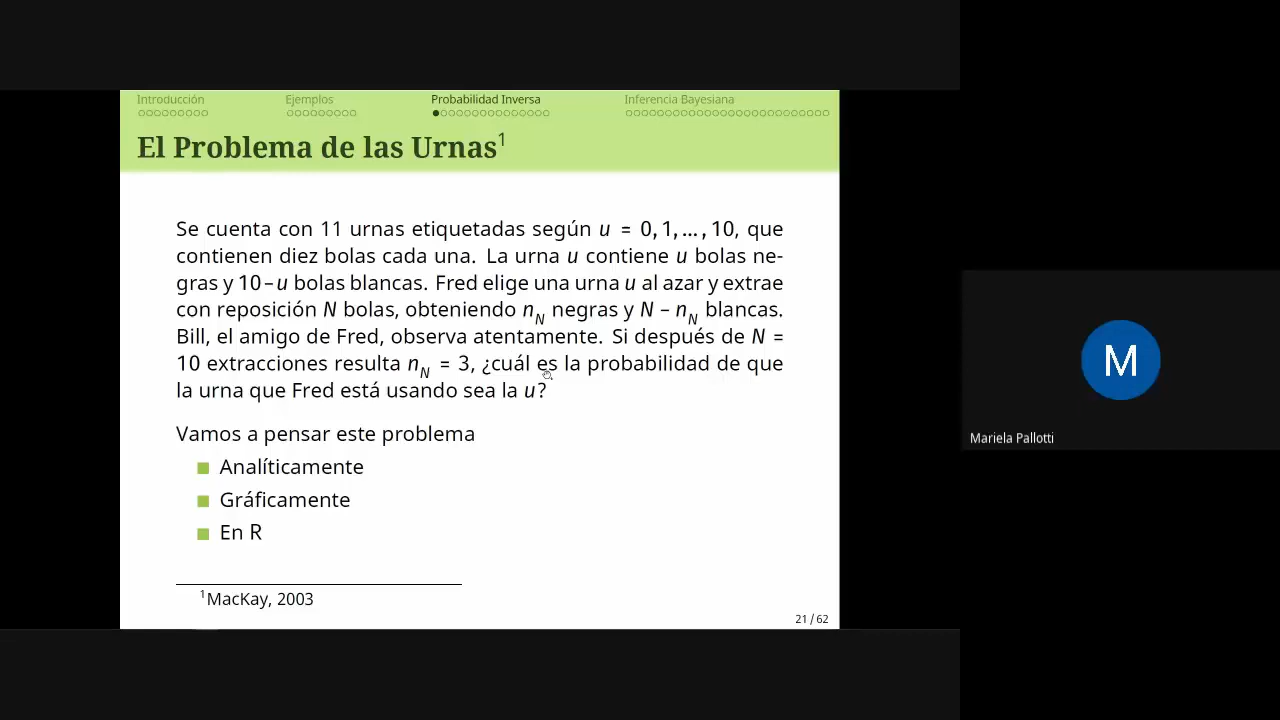 Introducción Ejemplos Probabilidad Inversa Inferencia Bayesiana
El Problema de las Urnas¹
Se cuenta con 11 urnas etiquetadas según u = 0, 1, ..., 10, que
contienen diez bolas cada una. La urna u contiene u bolas ne-
gras y 10 – u bolas blancas. Fred elige una urna u al azar y extrae
con reposición N bolas, obteniendo n_N negras y N – n_N blancas.
Bill, el amigo de Fred, observa atentamente. Si después de N =
10 extracciones resulta n_N = 3, ¿cuál es la probabilidad de que
la urna que Fred está usando sea la u?
Vamos a pensar este problema
Analíticamente
Gráficamente
En R
¹MacKay, 2003
21 / 62
M
Mariela Pallotti